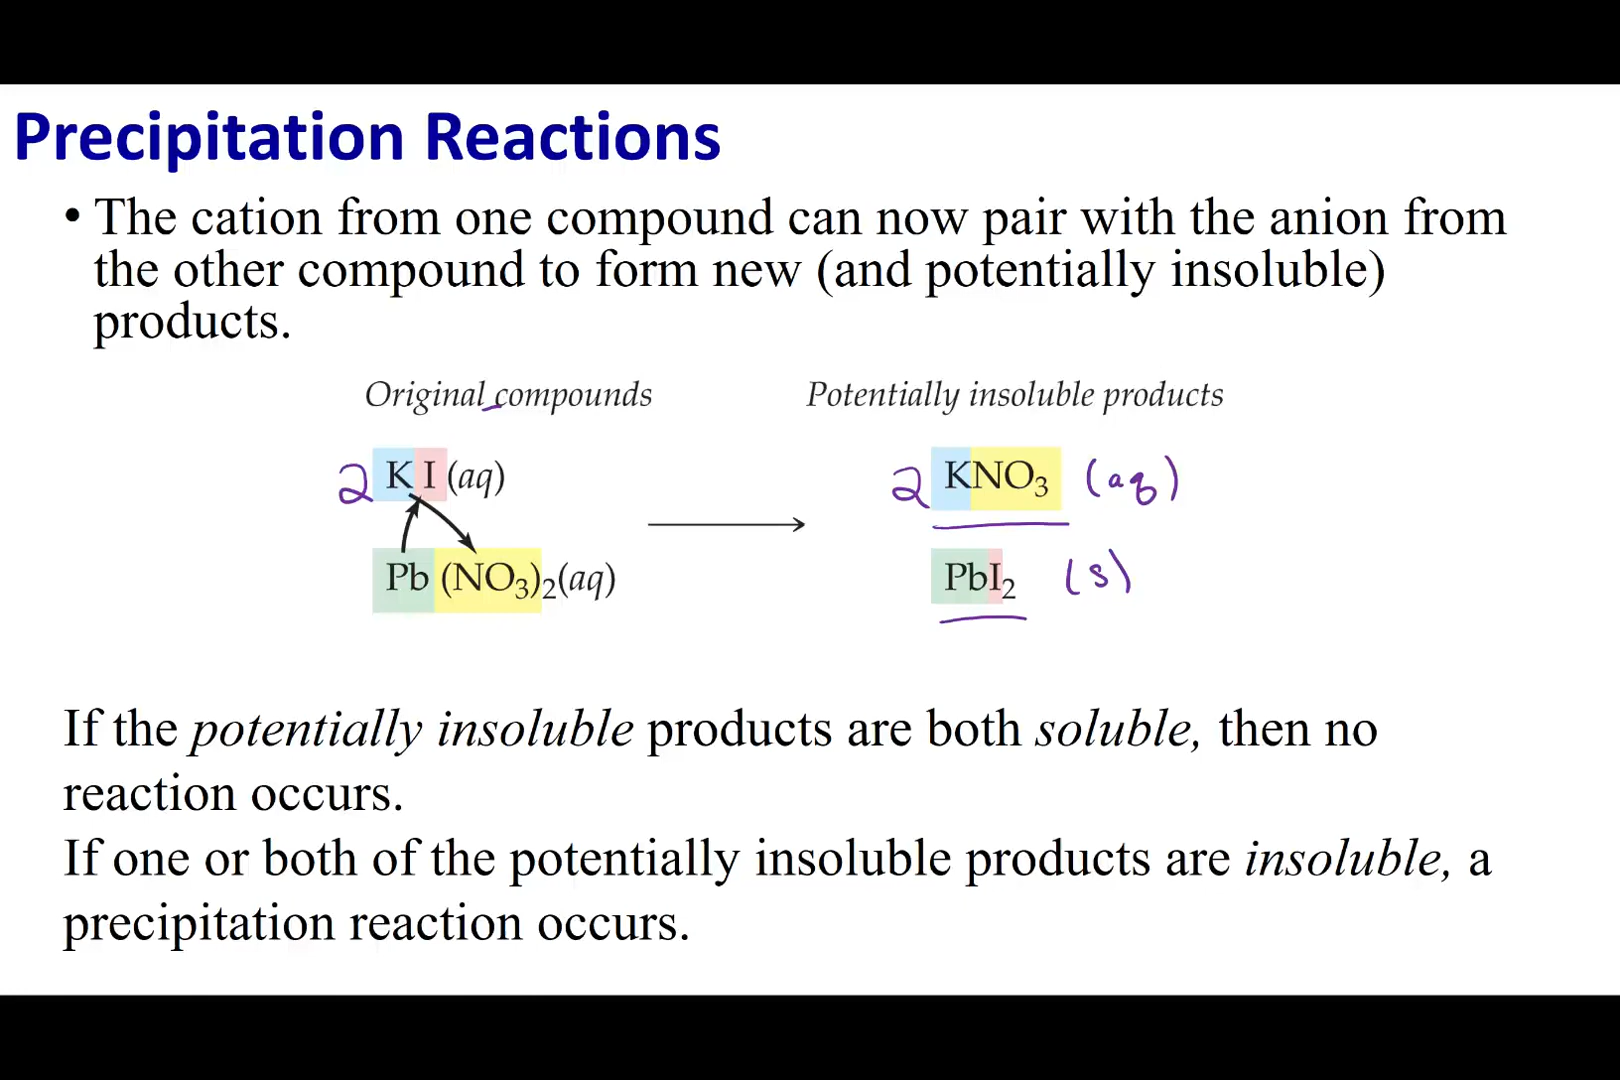 Precipitation Reactions
• The cation from one compound can now pair with the anion from
the other compound to form new (and potentially insoluble)
products.
Original compounds Potentially insoluble products
2 KI (aq) 2 KNO₃ (aq)
Pb (NO₃)₂(aq) PbI₂ (s)
If the potentially insoluble products are both soluble, then no
reaction occurs.
If one or both of the potentially insoluble products are insoluble, a
precipitation reaction occurs.